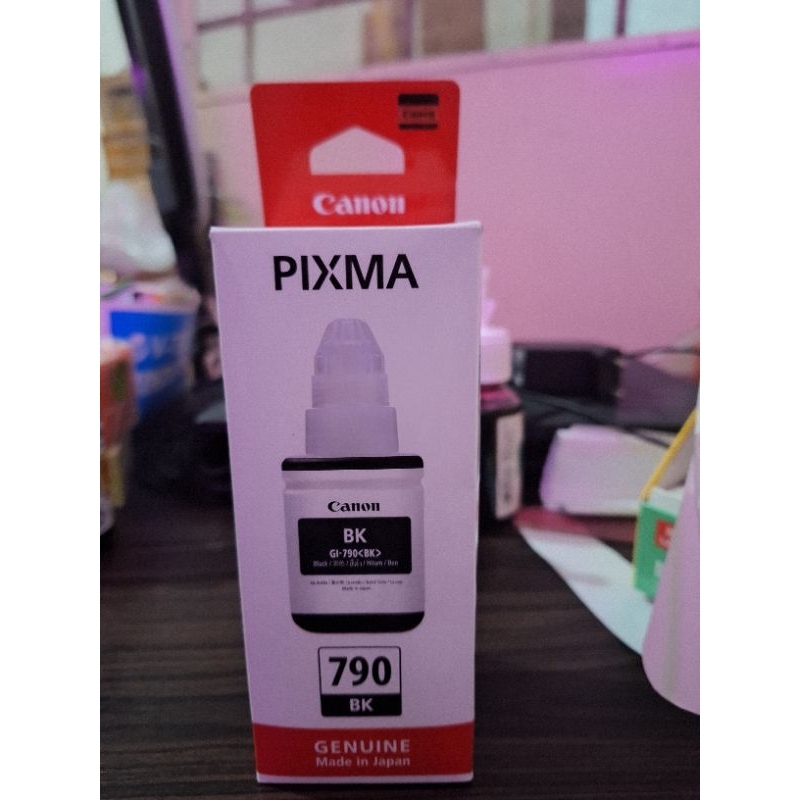 Canon
PIXMA
Canon
BK
GI-790<BK>
790
BK
GENUINE
Made in Japan